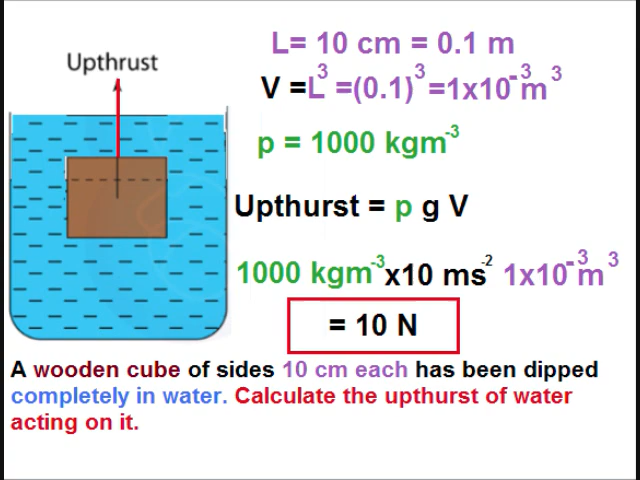 Upthrust
L= 10 cm = 0.1 m
V =L³ =(0.1)³ =1x10⁻³m³
p = 1000 kgm⁻³
Upthurst = p g V
1000 kgm⁻³x10 ms⁻² 1x10⁻³m³
= 10 N
A wooden cube of sides 10 cm each has been dipped
completely in water. Calculate the upthurst of water
acting on it.